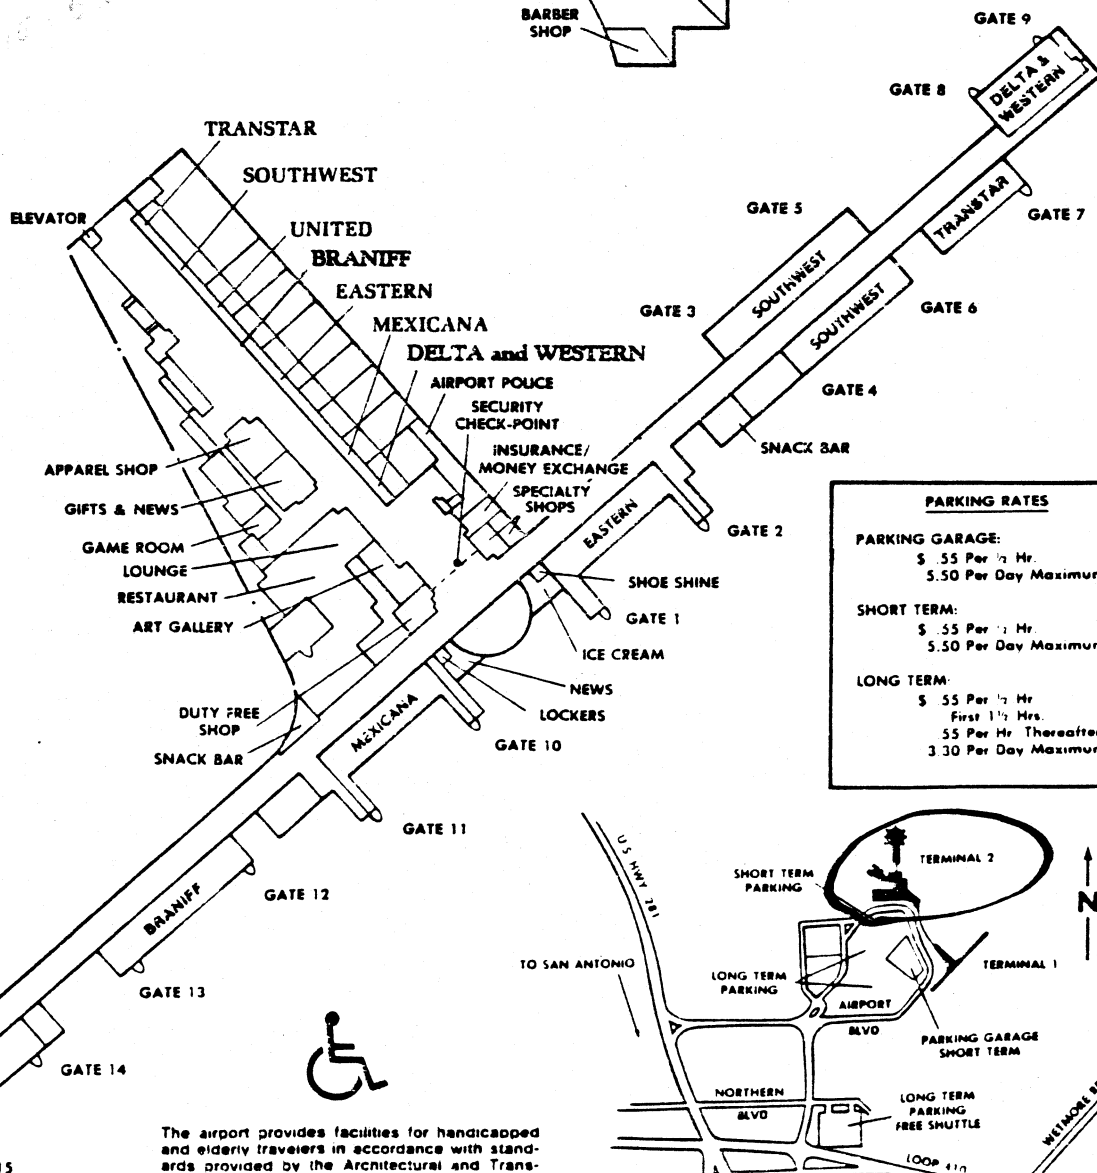 BARBER
SHOP
GATE 9
GATE 8
DELTA &
WESTERN
TRANSTAR
SOUTHWEST
ELEVATOR
UNITED
BRANIFF
EASTERN
MEXICANA
DELTA and WESTERN
AIRPORT POLICE
SECURITY
CHECK-POINT
INSURANCE/
MONEY EXCHANGE
SPECIALTY
SHOPS
GATE 5
TRANSTAR
GATE 7
GATE 3
SOUTHWEST
SOUTHWEST
GATE 6
GATE 4
SNACK BAR
EASTERN
GATE 2
APPAREL SHOP
GIFTS & NEWS
GAME ROOM
LOUNGE
RESTAURANT
ART GALLERY
SHOE SHINE
GATE 1
ICE CREAM
NEWS
LOCKERS
DUTY FREE
SHOP
SNACK BAR
MEXICANA
GATE 10
GATE 11
BRANIFF
GATE 12
GATE 13
GATE 14
PARKING RATES
PARKING GARAGE:
$ .55 Per ½ Hr.
5.50 Per Day Maximum
SHORT TERM:
$ .55 Per ½ Hr.
5.50 Per Day Maximum
LONG TERM:
$ .55 Per ½ Hr
First 1½ Hrs.
55 Per Hr Thereafter
3.30 Per Day Maximum
U S HWY 281
SHORT TERM
PARKING
TERMINAL 2
N
TO SAN ANTONIO
LONG TERM
PARKING
TERMINAL 1
AIRPORT
BLVD
PARKING GARAGE
SHORT TERM
NORTHERN
BLVD
LONG TERM
PARKING
FREE SHUTTLE
WETMORE
LOOP 410
The airport provides facilities for handicapped
and elderly travelers in accordance with stand-
ards provided by the Architectural and Trans-